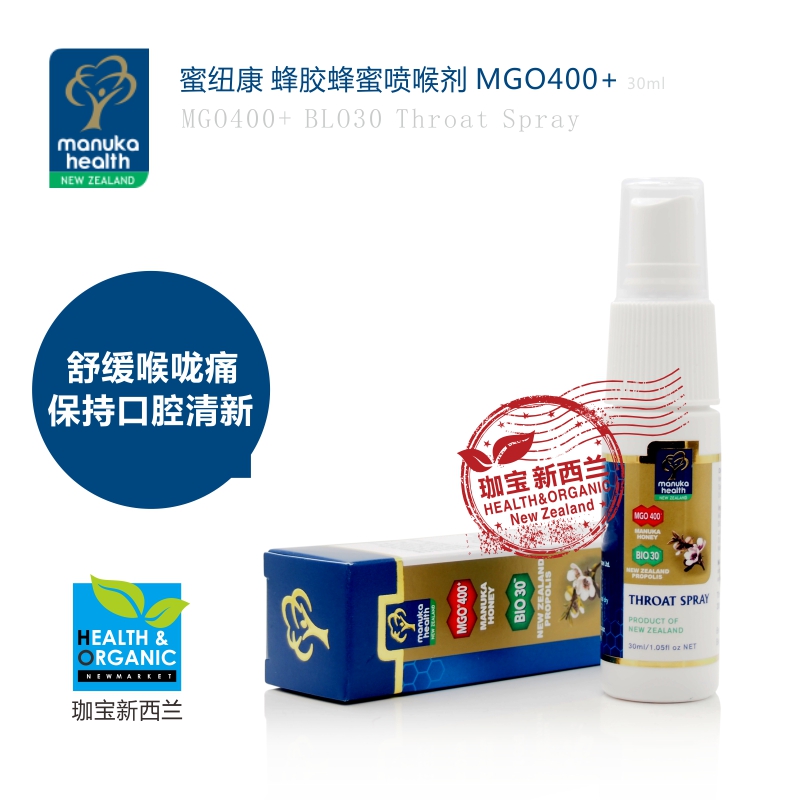 蜜纽康 蜂胶蜂蜜喷喉剂 MGO400+ 30ml
MGO400+ BLO30 Throat Spray
manuka
health
NEW ZEALAND
舒缓喉咙痛
保持口腔清新
HEALTH &
ORGANIC
NEWMARKET
珈宝新西兰
珈宝新西兰
HEALTH&ORGANIC
New Zealand
manuka
health
MGO 400+
MANUKA
HONEY
BIO 30
NEW ZEALAND
PROPOLIS
manuka
health
NEW ZEALAND
MGO 400+
MANUKA
HONEY
BIO 30
NEW ZEALAND
PROPOLIS
THROAT SPRAY
PRODUCT OF
NEW ZEALAND
30ml/1.05fl oz NET